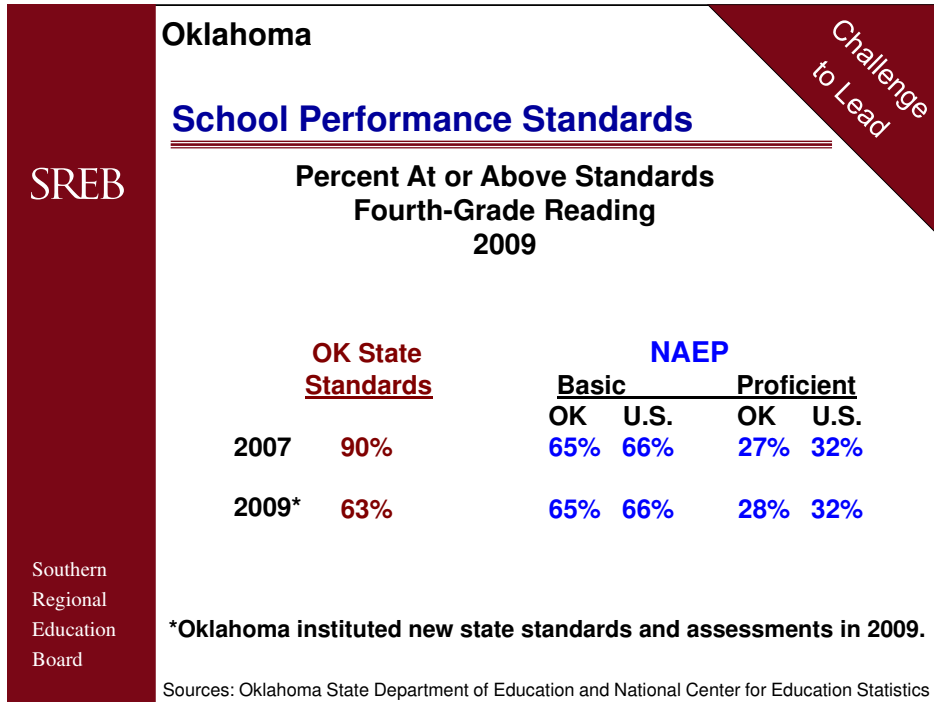 Oklahoma
Challenge
to Lead
School Performance Standards
SREB
Percent At or Above Standards
Fourth-Grade Reading
2009
OK State NAEP
Standards Basic Proficient
OK U.S. OK U.S.
2007 90% 65% 66% 27% 32%
2009* 63% 65% 66% 28% 32%
Southern
Regional
Education
Board
*Oklahoma instituted new state standards and assessments in 2009.
Sources: Oklahoma State Department of Education and National Center for Education Statistics